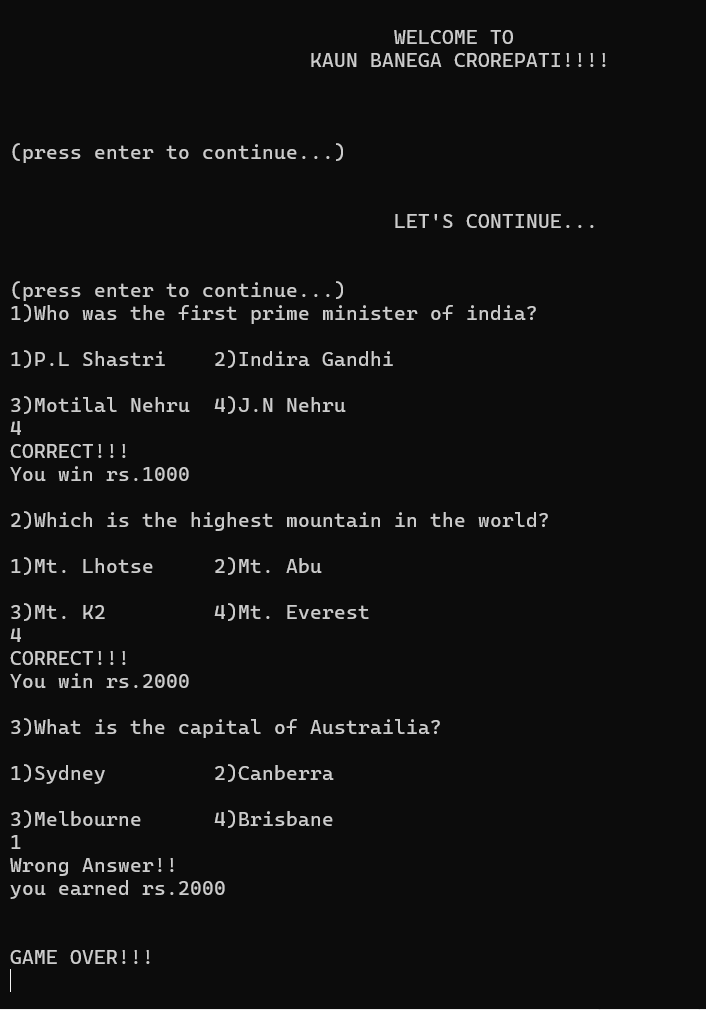 WELCOME TO
KAUN BANEGA CROREPATI!!!!
(press enter to continue...)
LET'S CONTINUE...
(press enter to continue...)
1)Who was the first prime minister of india?
1)P.L Shastri    2)Indira Gandhi
3)Motilal Nehru  4)J.N Nehru
4
CORRECT!!!
You win rs.1000
2)Which is the highest mountain in the world?
1)Mt. Lhotse     2)Mt. Abu
3)Mt. K2         4)Mt. Everest
4
CORRECT!!!
You win rs.2000
3)What is the capital of Austrailia?
1)Sydney         2)Canberra
3)Melbourne      4)Brisbane
1
Wrong Answer!!
you earned rs.2000
GAME OVER!!!